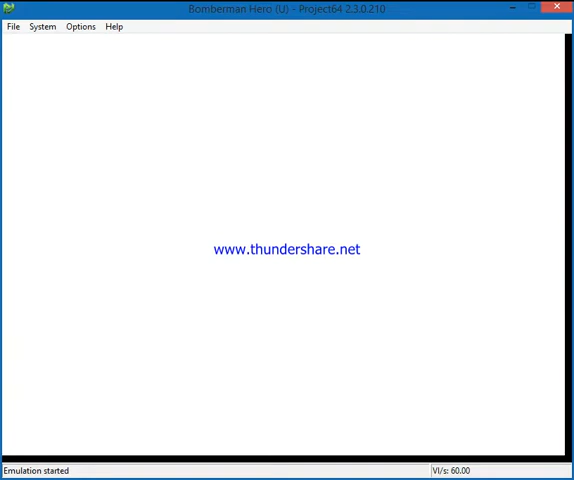 Bomberman Hero (U) - Project64 2.3.0.210
File System Options Help
www.thundershare.net
Emulation started VI/s: 60.00